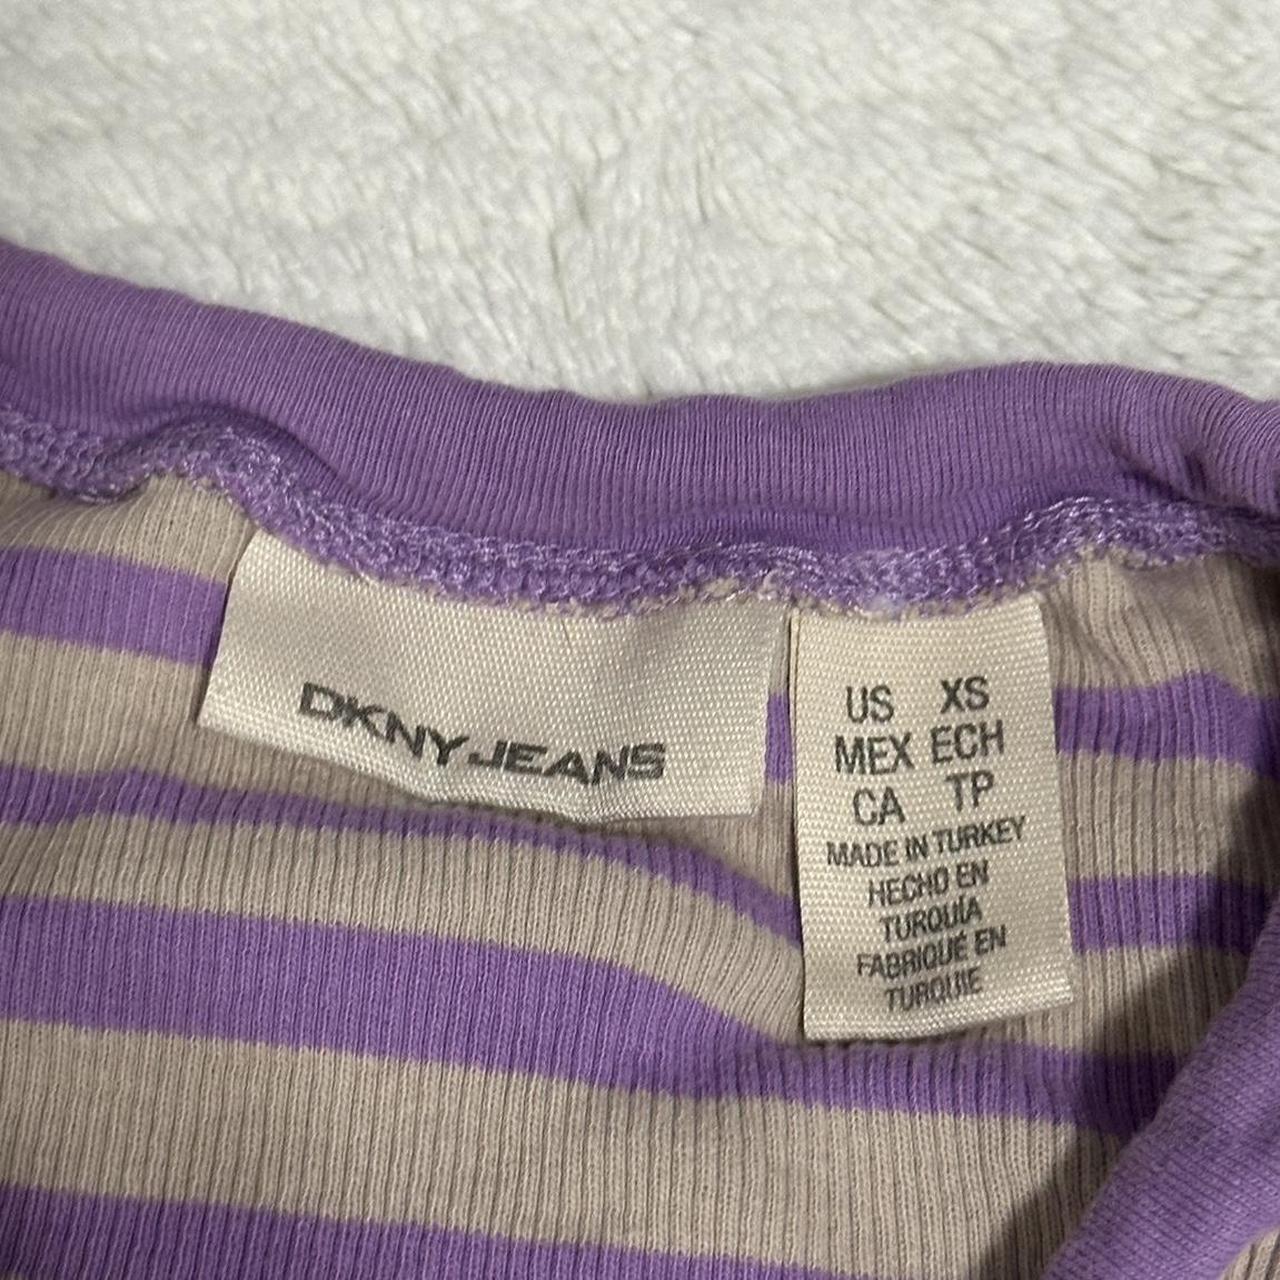 DKNY JEANS
US XS
MEX ECH
CA TP
MADE IN TURKEY
HECHO EN
TURQUÍA
FABRIQUÉ EN
TURQUIE